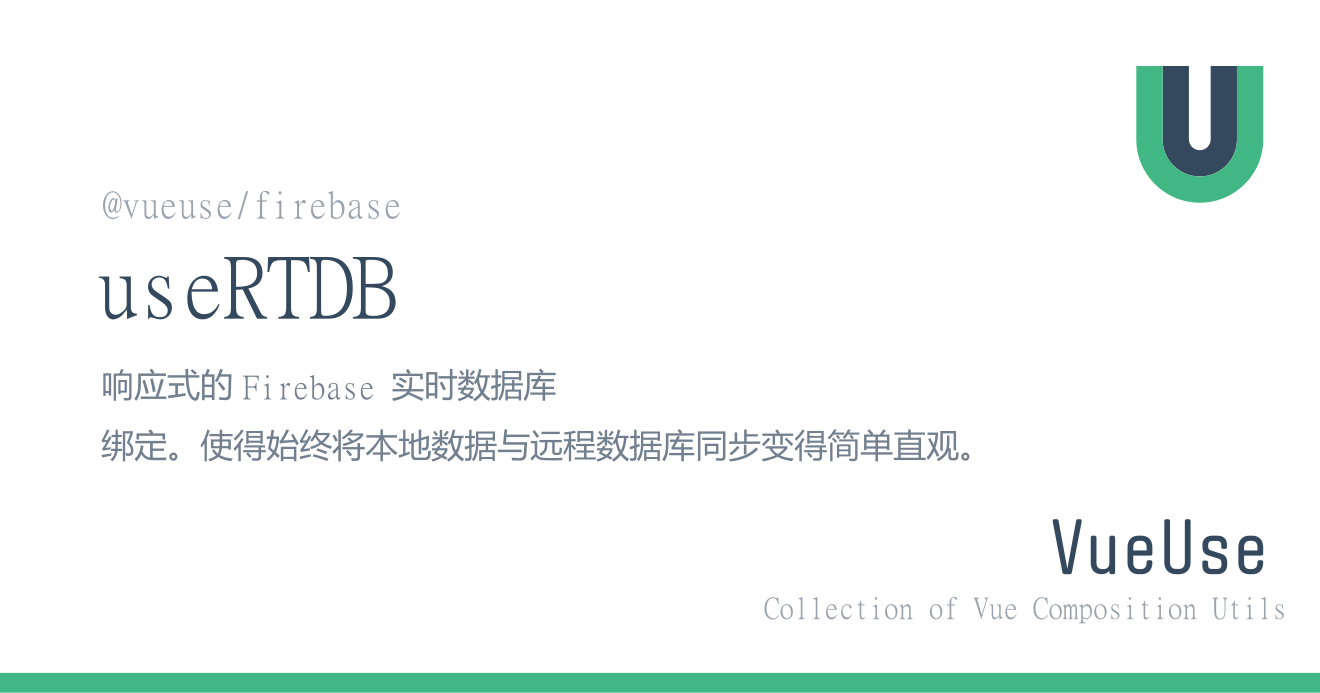 @vueuse/firebase
useRTDB
响应式的 Firebase 实时数据库
绑定。使得始终将本地数据与远程数据库同步变得简单直观。
VueUse
Collection of Vue Composition Utils